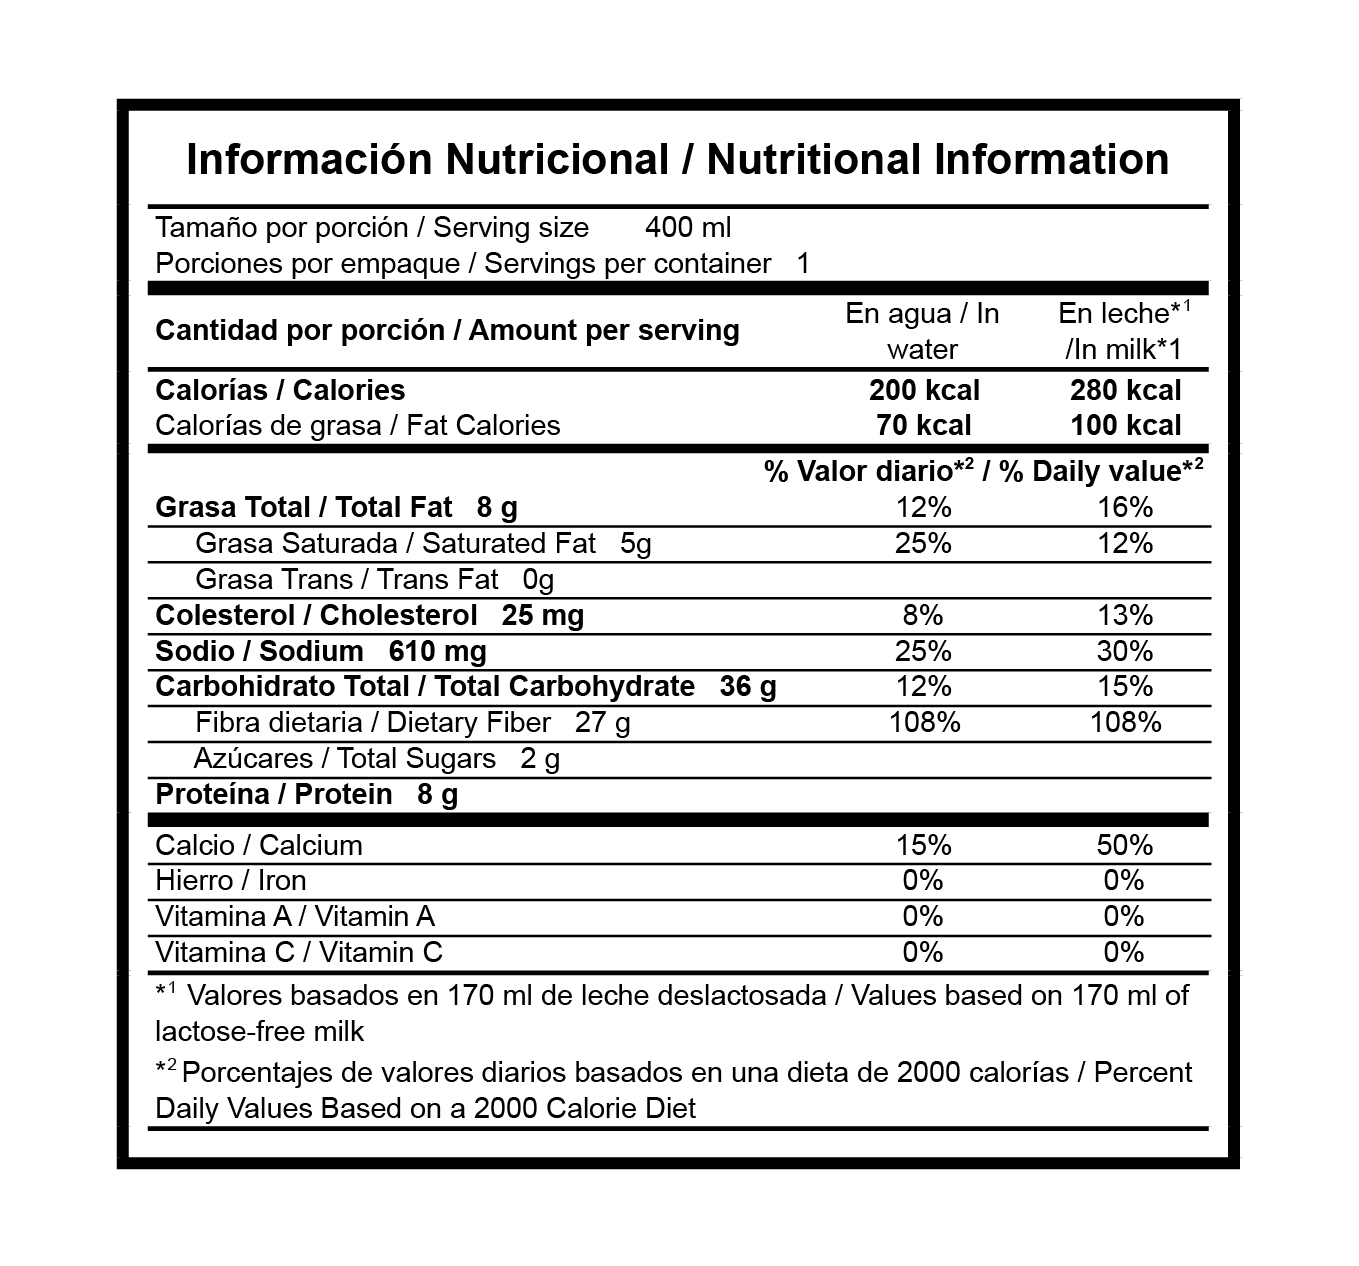 Información Nutricional / Nutritional Information
Tamaño por porción / Serving size 400 ml
Porciones por empaque / Servings per container 1
Cantidad por porción / Amount per serving En agua / In water En leche*¹ /In milk*1
Calorías / Calories 200 kcal 280 kcal
Calorías de grasa / Fat Calories 70 kcal 100 kcal
% Valor diario*² / % Daily value*²
Grasa Total / Total Fat 8 g 12% 16%
Grasa Saturada / Saturated Fat 5g 25% 12%
Grasa Trans / Trans Fat 0g
Colesterol / Cholesterol 25 mg 8% 13%
Sodio / Sodium 610 mg 25% 30%
Carbohidrato Total / Total Carbohydrate 36 g 12% 15%
Fibra dietaria / Dietary Fiber 27 g 108% 108%
Azúcares / Total Sugars 2 g
Proteína / Protein 8 g
Calcio / Calcium 15% 50%
Hierro / Iron 0% 0%
Vitamina A / Vitamin A 0% 0%
Vitamina C / Vitamin C 0% 0%
*¹ Valores basados en 170 ml de leche deslactosada / Values based on 170 ml of
lactose-free milk
*² Porcentajes de valores diarios basados en una dieta de 2000 calorías / Percent
Daily Values Based on a 2000 Calorie Diet